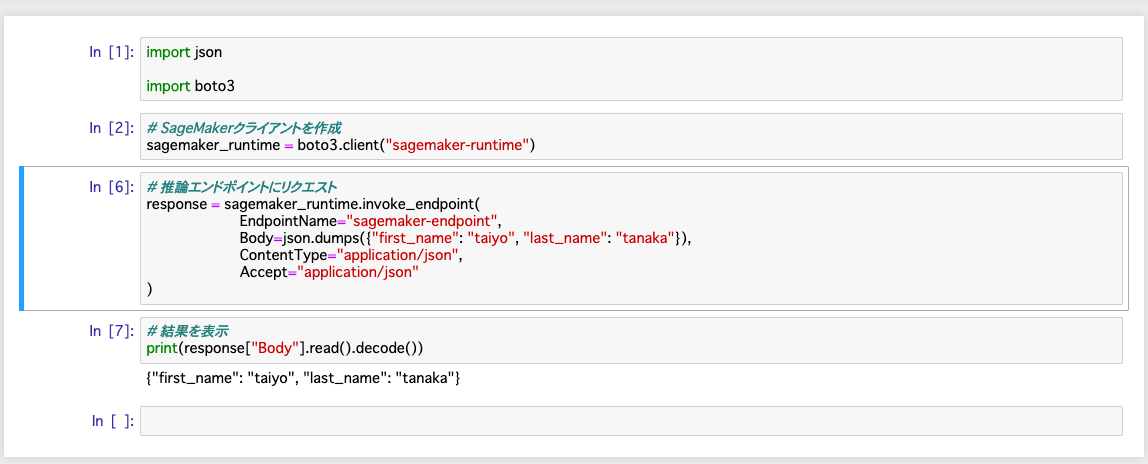 In [1]:
import json
import boto3
In [2]:
# SageMakerクライアントを作成
sagemaker_runtime = boto3.client("sagemaker-runtime")
In [6]:
# 推論エンドポイントにリクエスト
response = sagemaker_runtime.invoke_endpoint(
EndpointName="sagemaker-endpoint",
Body=json.dumps({"first_name": "taiyo", "last_name": "tanaka"}),
ContentType="application/json",
Accept="application/json"
)
In [7]:
# 結果を表示
print(response["Body"].read().decode())
{"first_name": "taiyo", "last_name": "tanaka"}
In [ ]: